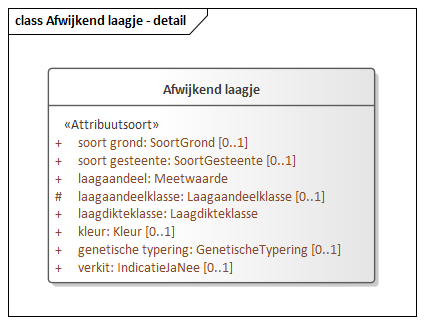 class Afwijkend laagje - detail
Afwijkend laagje
«Attribuutsoort»
+ soort grond: SoortGrond [0..1]
+ soort gesteente: SoortGesteente [0..1]
+ laagaandeel: Meetwaarde
# laagaandeelklasse: Laagaandeelklasse [0..1]
+ laagdikteklasse: Laagdikteklasse
+ kleur: Kleur [0..1]
+ genetische typering: GenetischeTypering [0..1]
+ verkit: IndicatieJaNee [0..1]